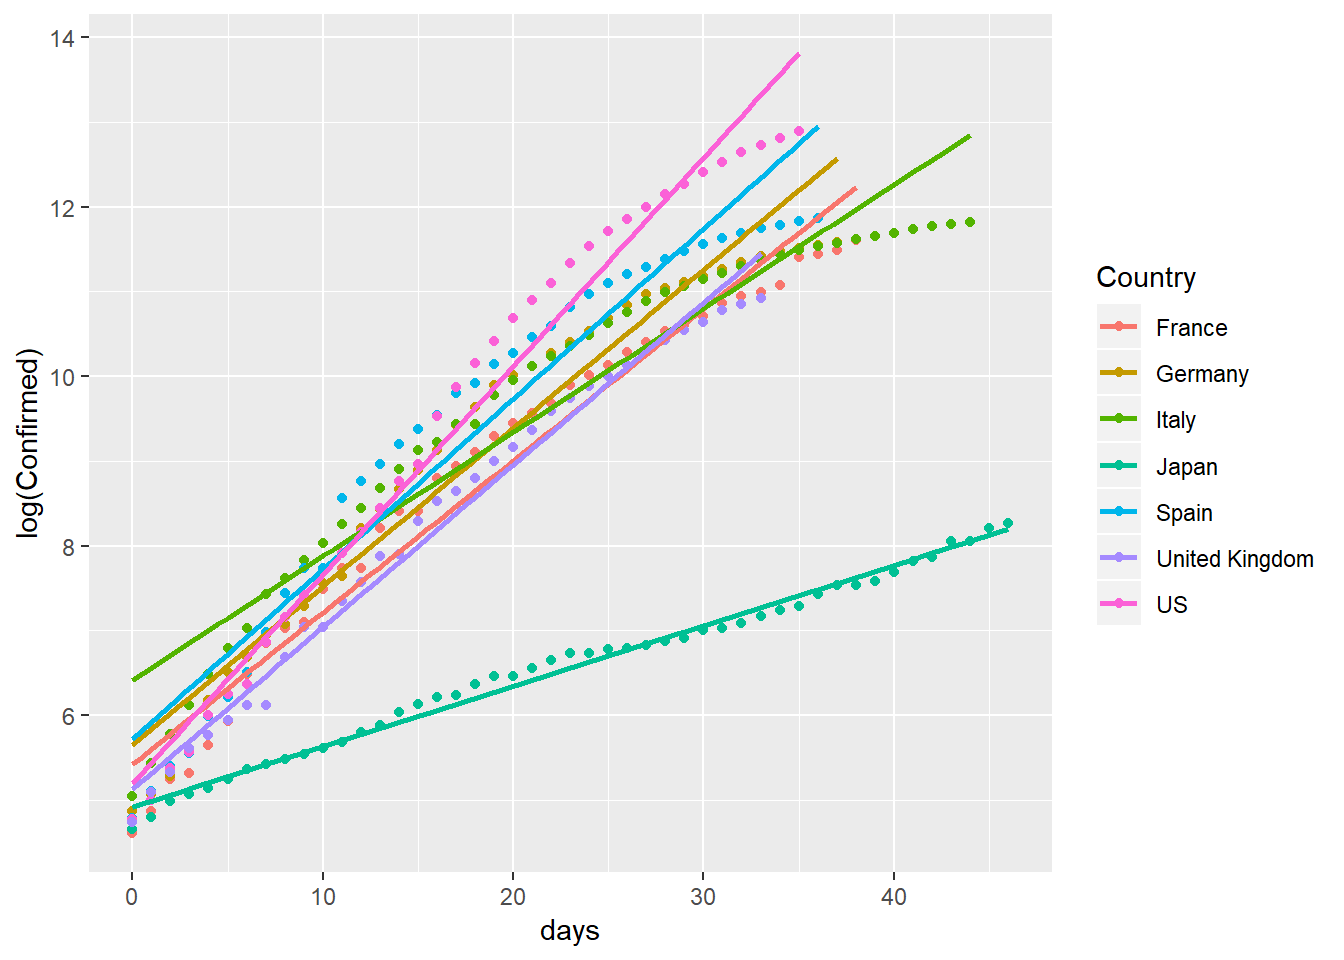 14
12
10
8
6
log(Confirmed)
0 10 20 30 40
days
Country
France
Germany
Italy
Japan
Spain
United Kingdom
US